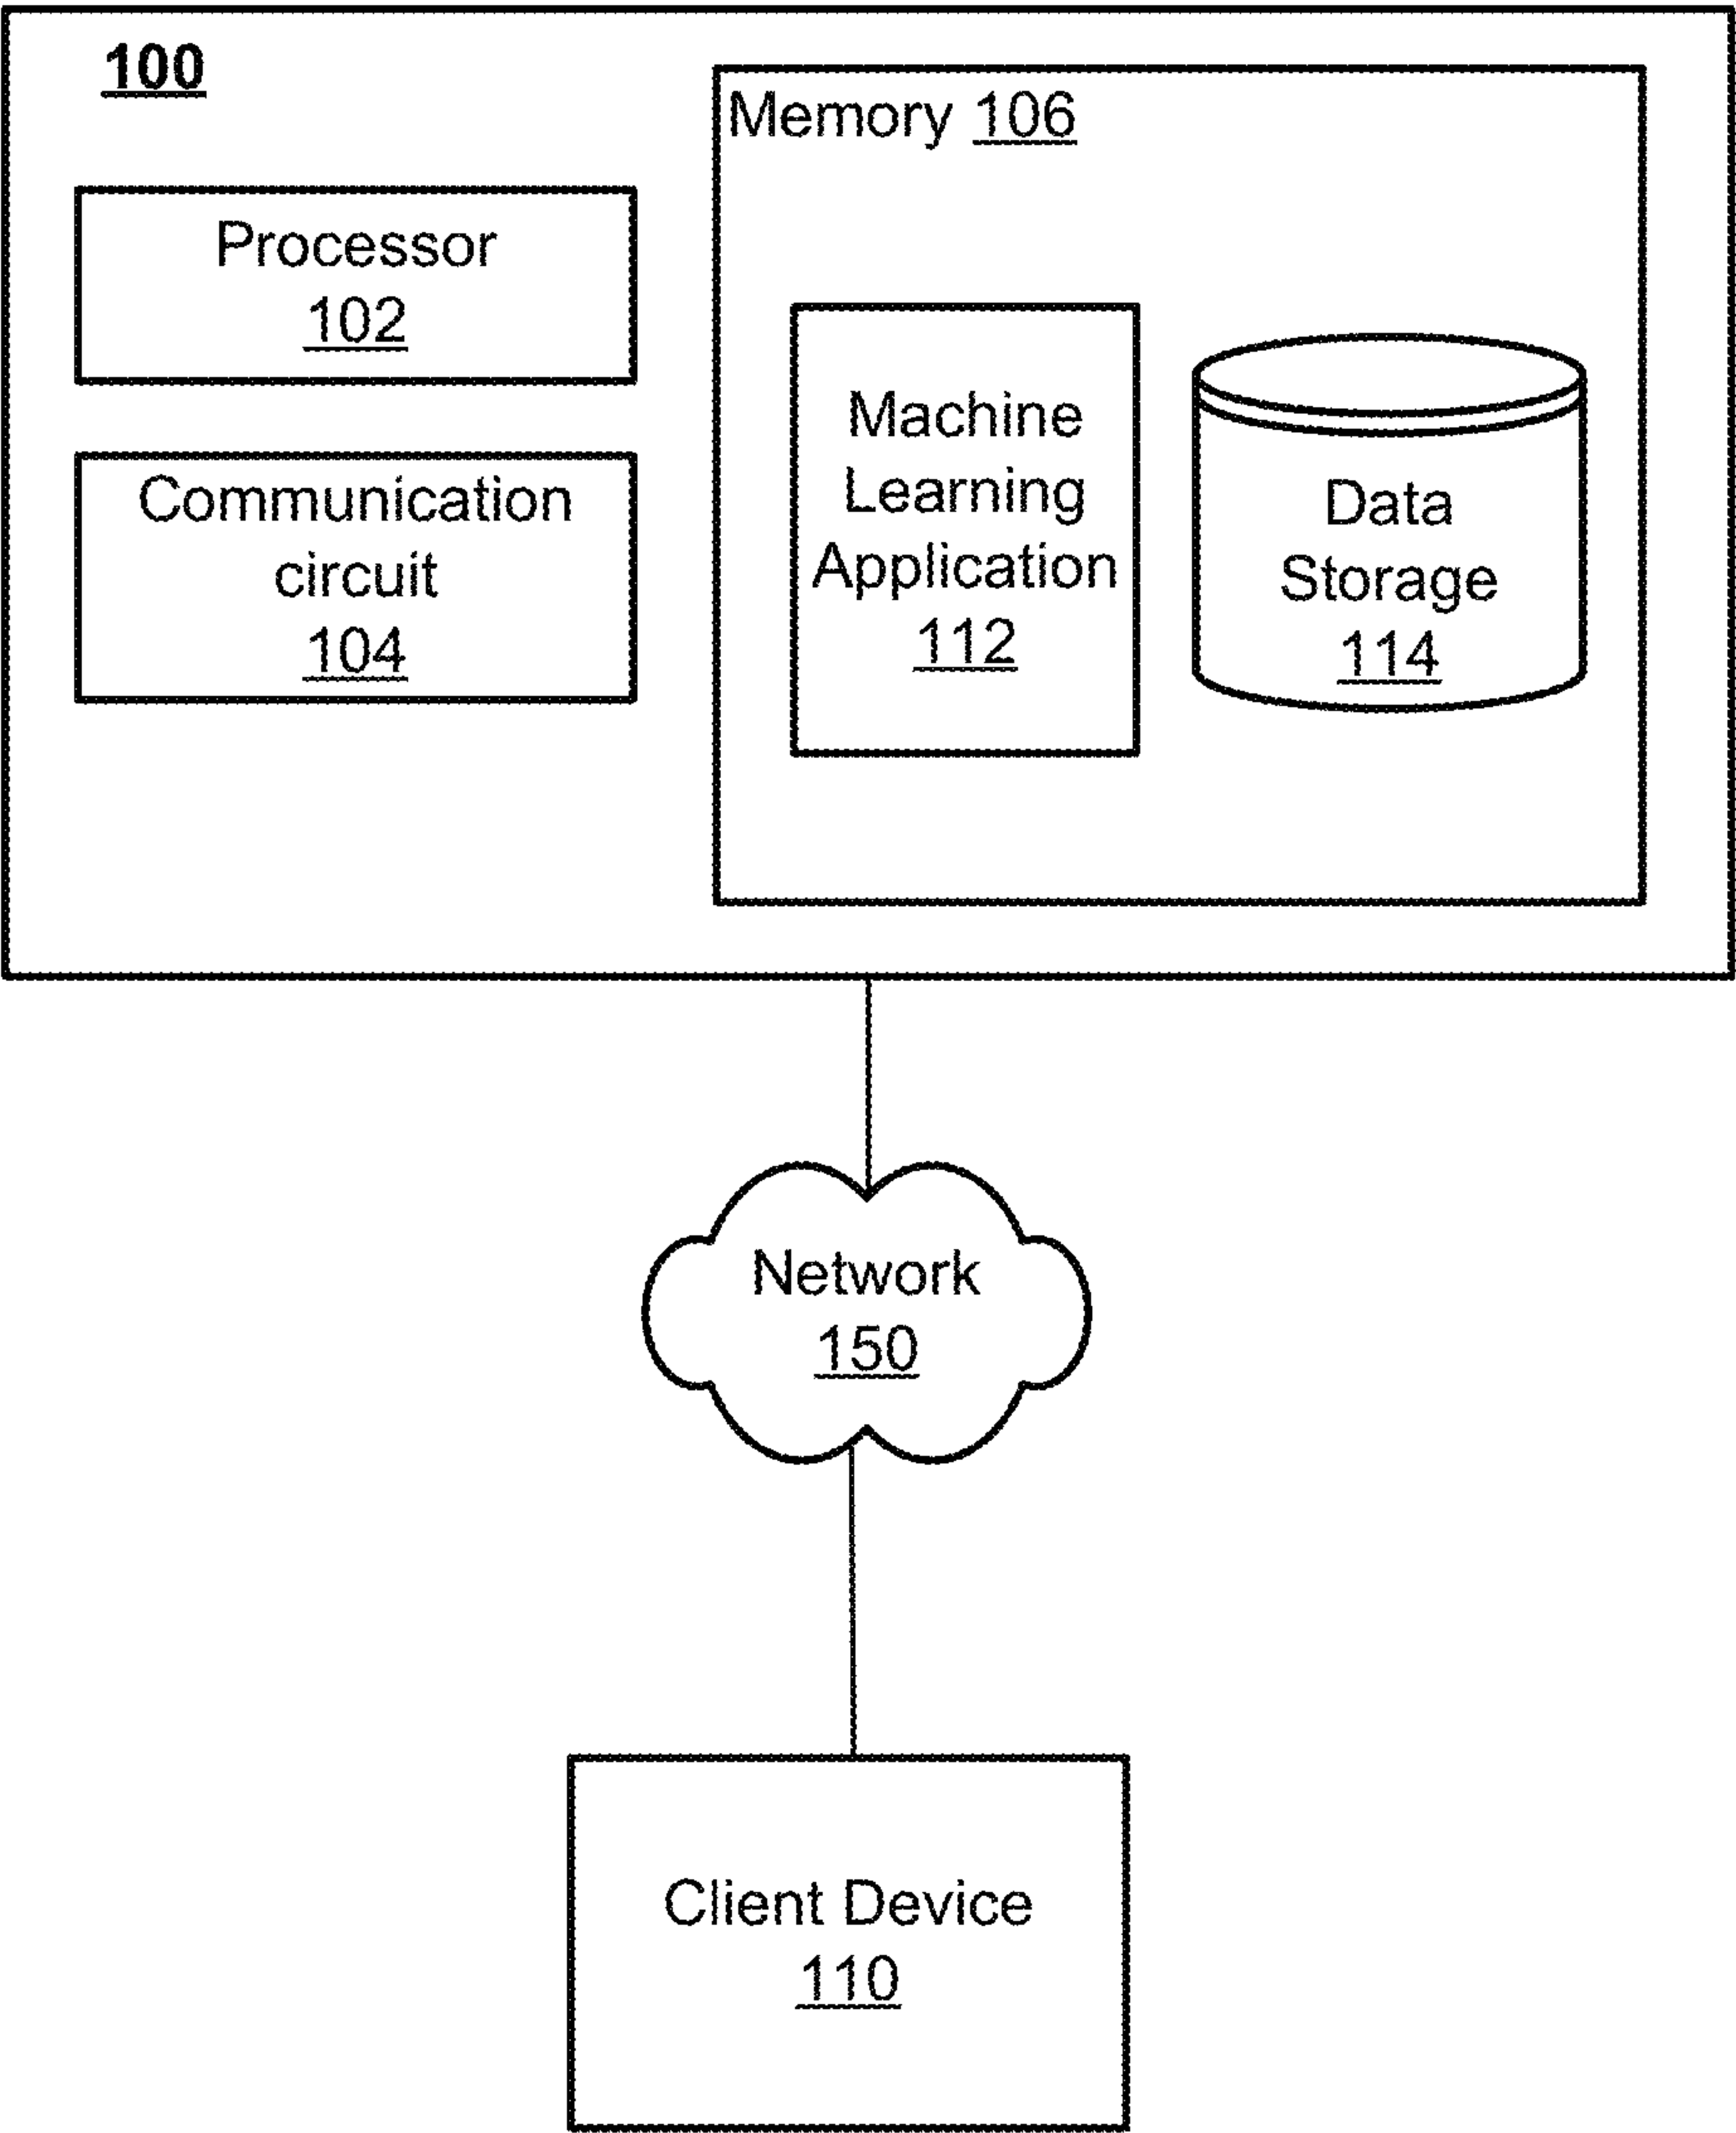 100
Memory 106
Processor
102
Communication
circuit
104
Machine
Learning
Application
112
Data
Storage
114
Network
150
Client Device
110